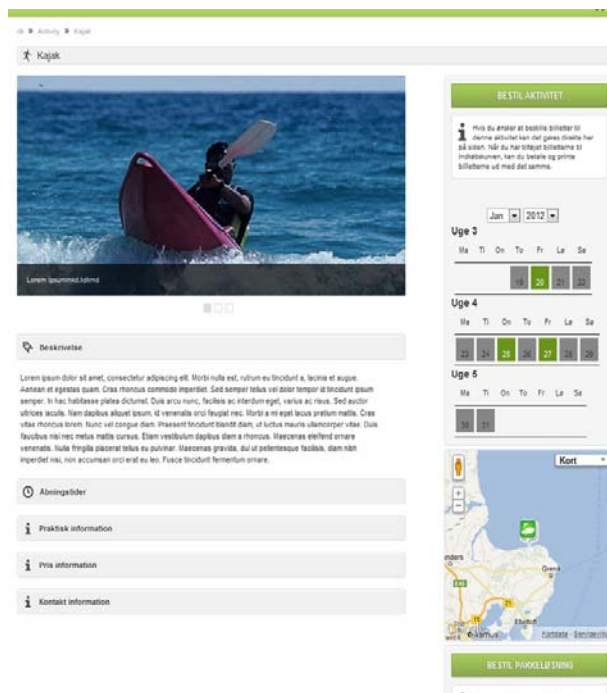 dk » Activity » Kajak
Kajak
BESTIL AKTIVITET
Hvis du ønsker at bestille billetter til
denne aktivitet kan det gøres direkte her
på siden. Når du har tilføjet billetterne til
indkøbskurven, kan du betale og printe
billetterne ud med det samme.
Jan 2012
Uge 3
Ma Ti On To Fr Lø Sø
19 20 21 22
Uge 4
Ma Ti On To Fr Lø Sø
23 24 25 26 27 28 29
Uge 5
Ma Ti On To Fr Lø Sø
30 31
Beskrivelse
Lorem ipsum dolor sit amet, consectetur adipiscing elit. Morbi nulla est, rutrum eu tincidunt a, lacinia et augue.
Aenean et egestas quam. Cras rhoncus commodo imperdiet. Sed semper tellus vel dolor tempor id tincidunt ipsum
semper. In hac habitasse platea dictumst. Duis arcu nunc, facilisis ac interdum eget, varius ac risus. Sed auctor
ultrices iaculis. Nam dapibus aliquet ipsum, id venenatis orci feugiat nec. Morbi a mi eget lacus pretium mattis. Cras
vitae rhoncus lorem. Nunc vel congue diam. Praesent tincidunt blandit diam, ut luctus mauris ullamcorper vitae. Duis
faucibus nisi nec metus mattis cursus. Etiam vestibulum dapibus diam a rhoncus. Maecenas eleifend ornare
venenatis. Nulla fringilla placerat tellus eu pulvinar. Maecenas gravida, dui ut pellentesque facilisis, diam nibh
imperdiet nisi, non accumsan orci erat eu leo. Fusce tincidunt fermentum ornare.
Åbningstider
Praktisk information
Pris information
Kontakt information
Kort
Grenå
Ebeltoft
Aarhus
E45
21
15
BESTIL PAKKELØSNING